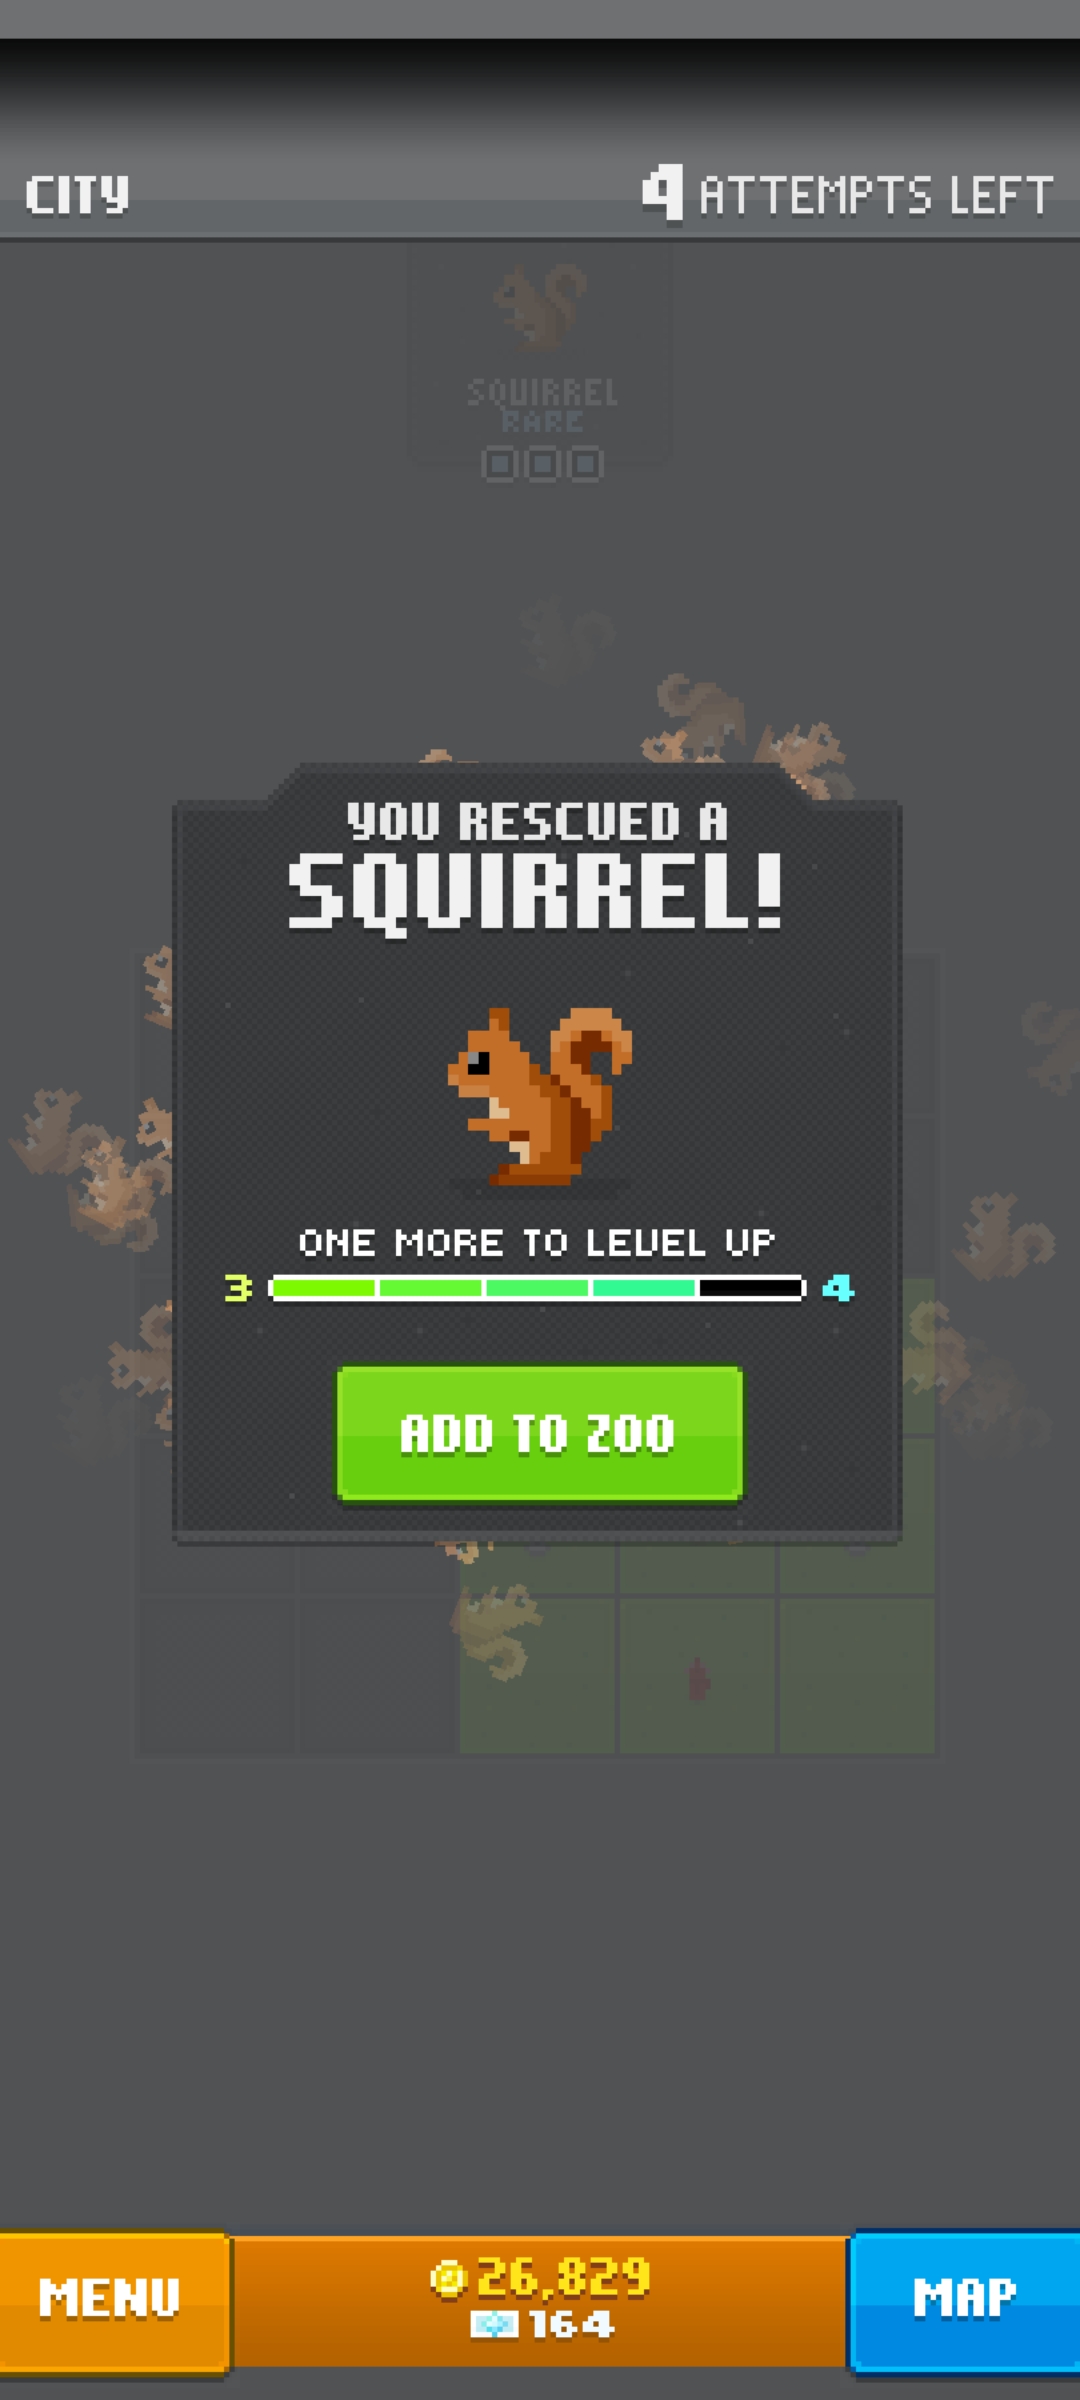 CITY
4 ATTEMPTS LEFT
SQUIRREL
RARE
YOU RESCUED A
SQUIRREL!
ONE MORE TO LEVEL UP
3
4
ADD TO ZOO
MENU
26,829
164
MAP